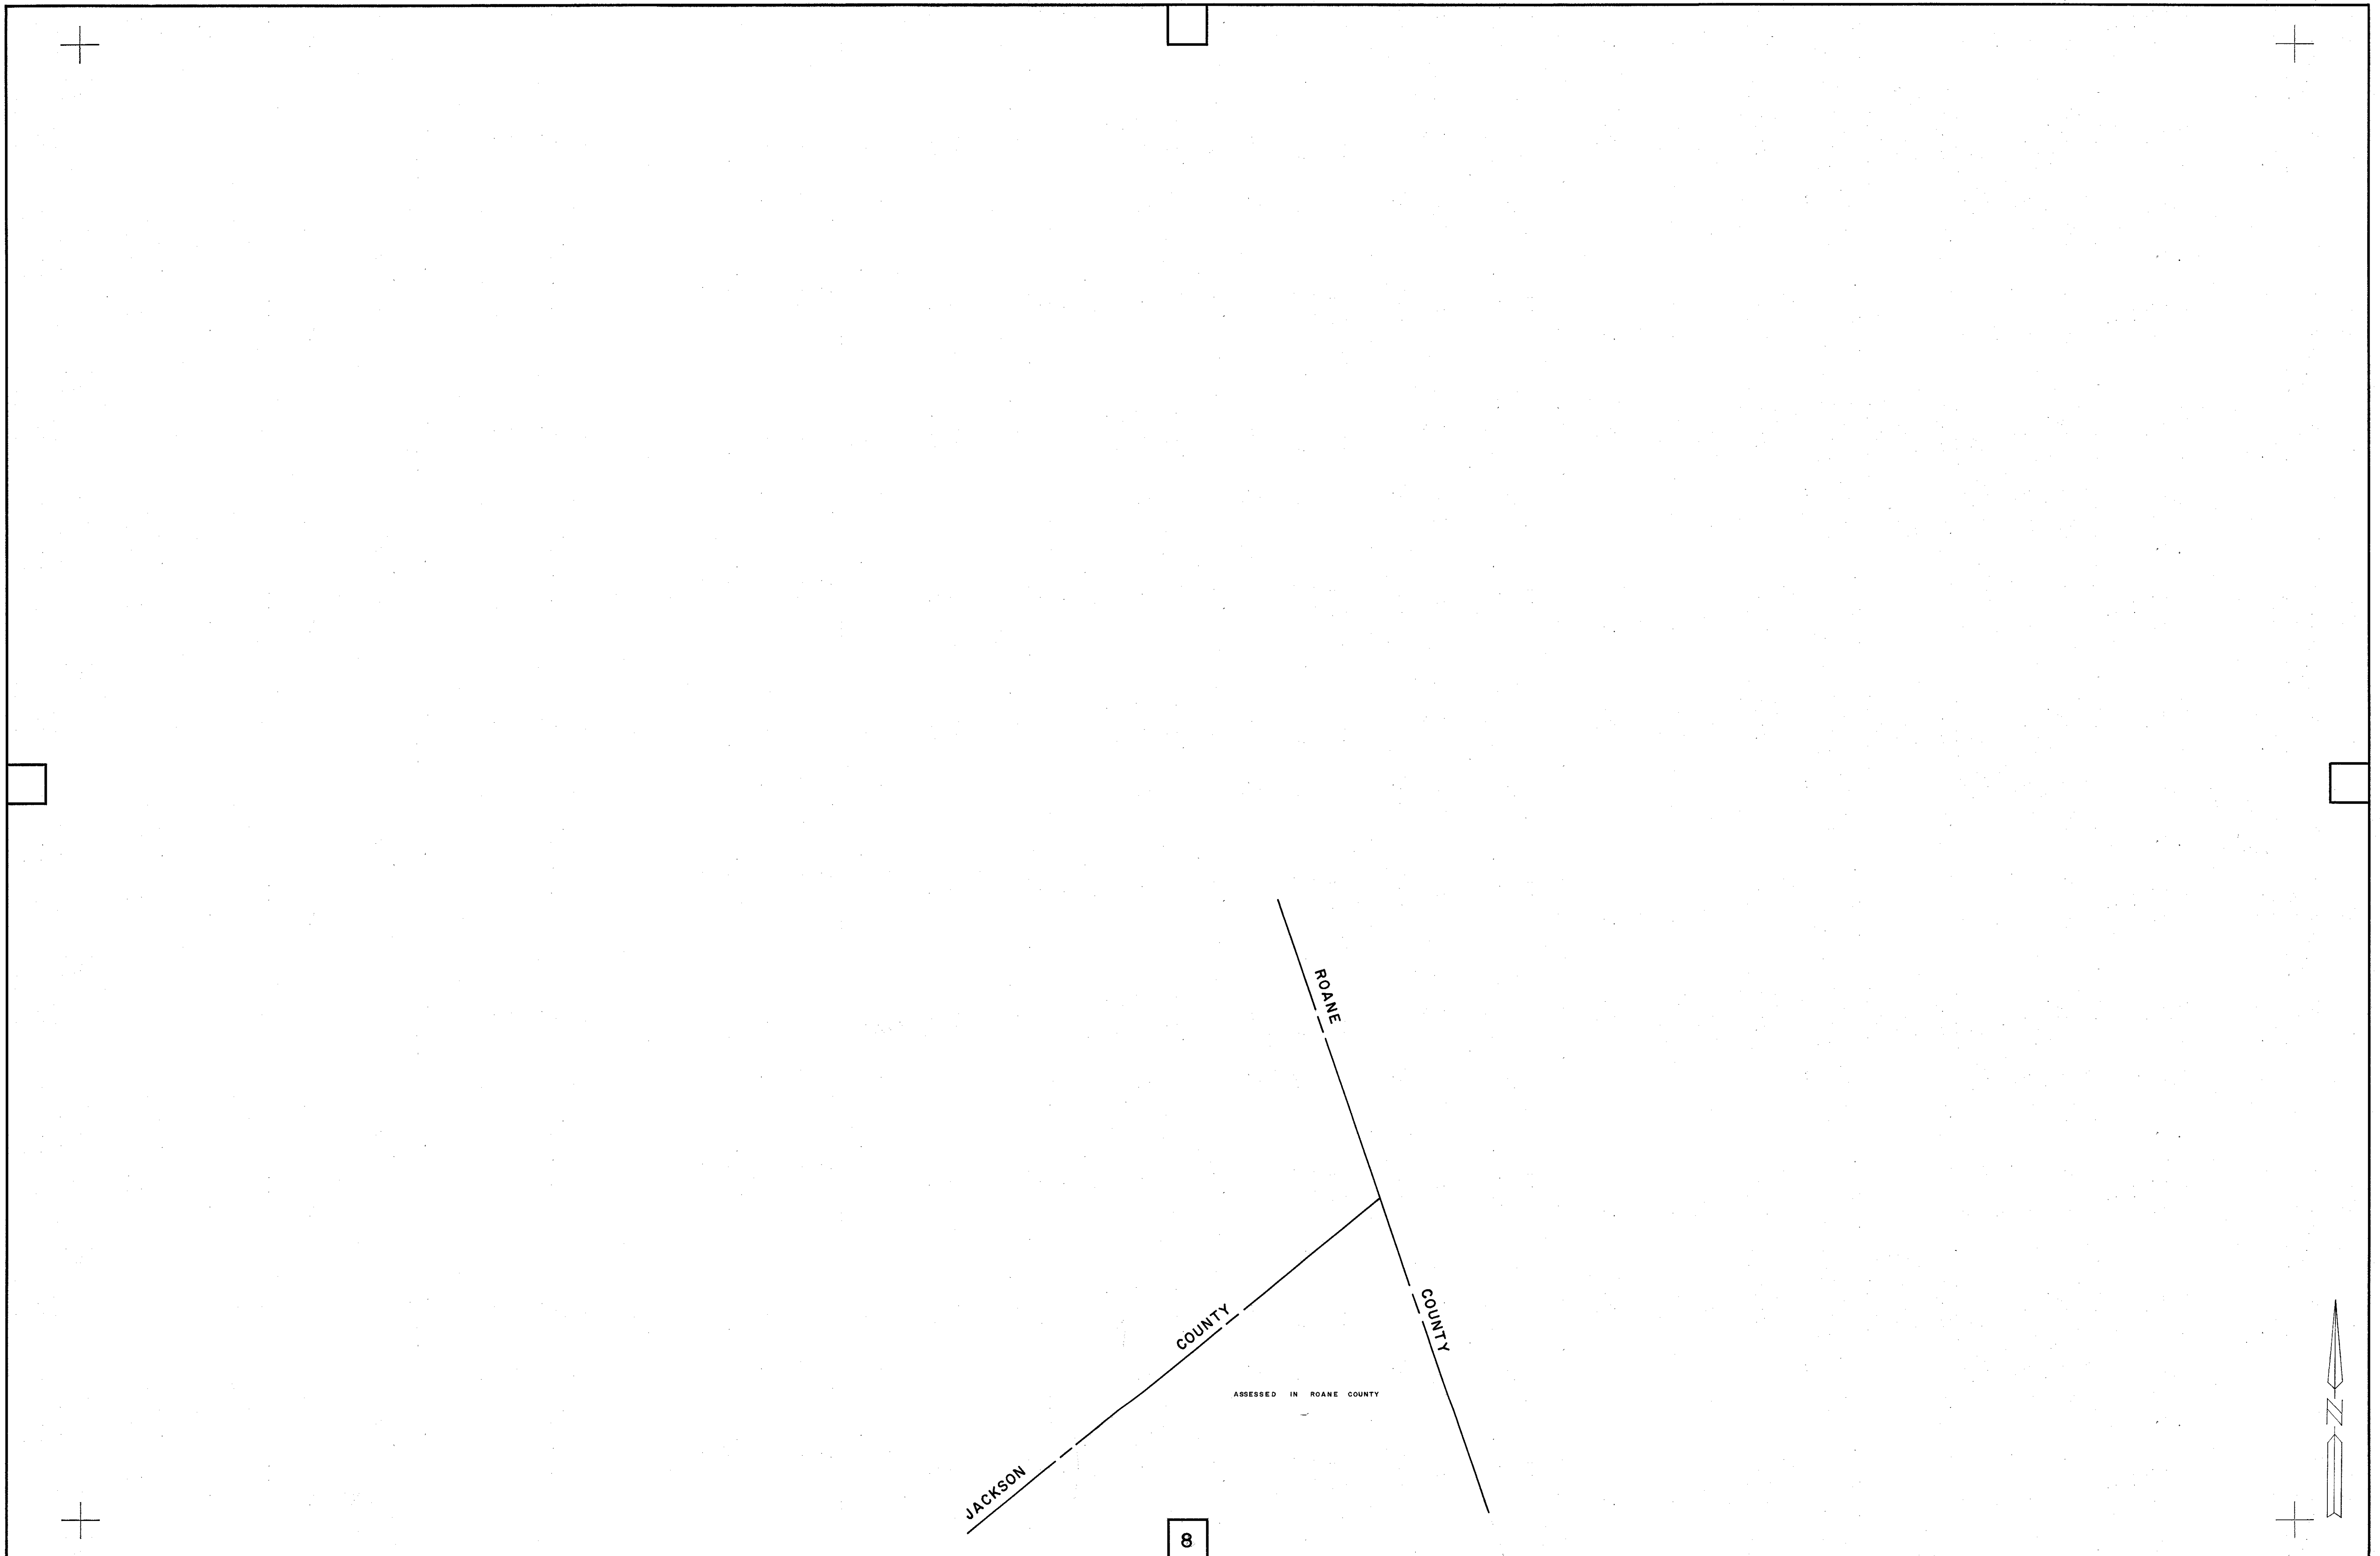 ROANE
COUNTY
COUNTY
JACKSON
ASSESSED IN ROANE COUNTY
N
8